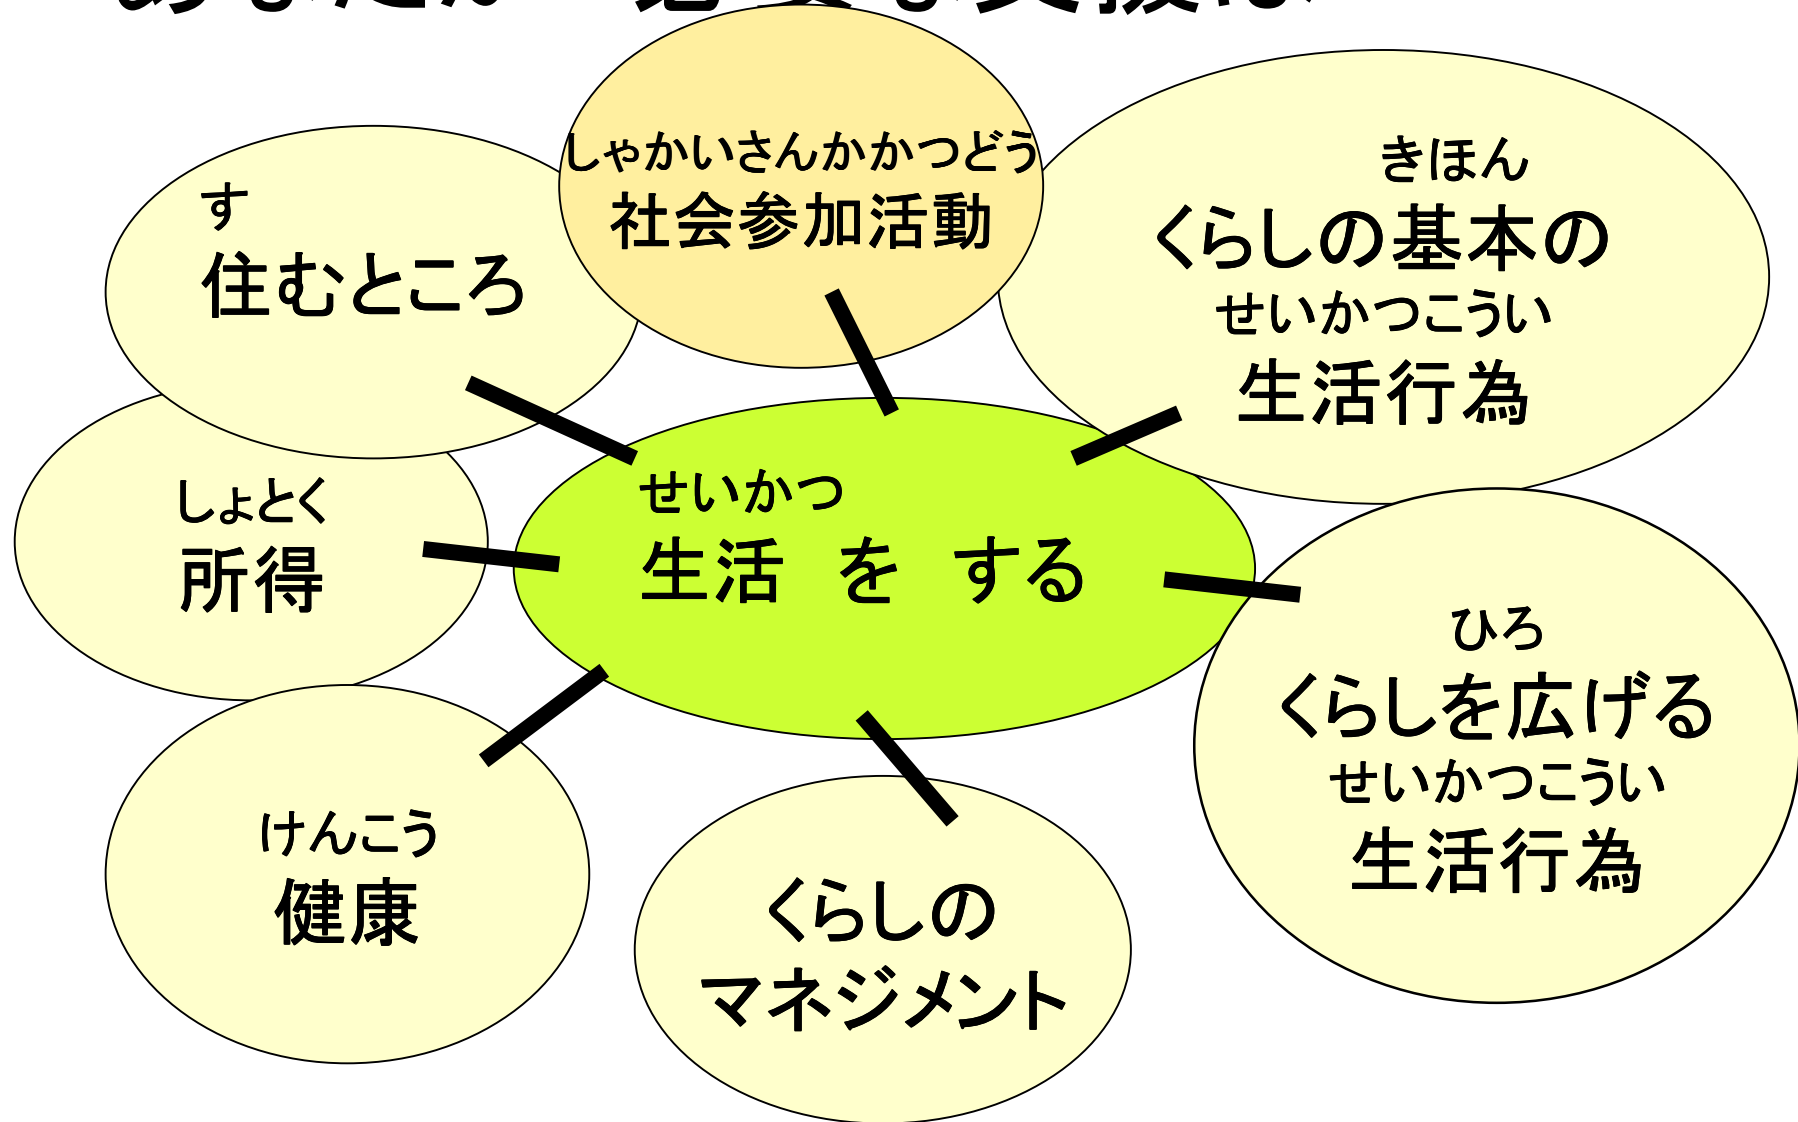 しゃかいさんかかつどう
社会参加活動
す
住むところ
きほん
くらしの基本の
せいかつこうい
生活行為
しょとく
所得
せいかつ
生活 を する
ひろ
くらしを広げる
せいかつこうい
生活行為
けんこう
健康
くらしの
マネジメント